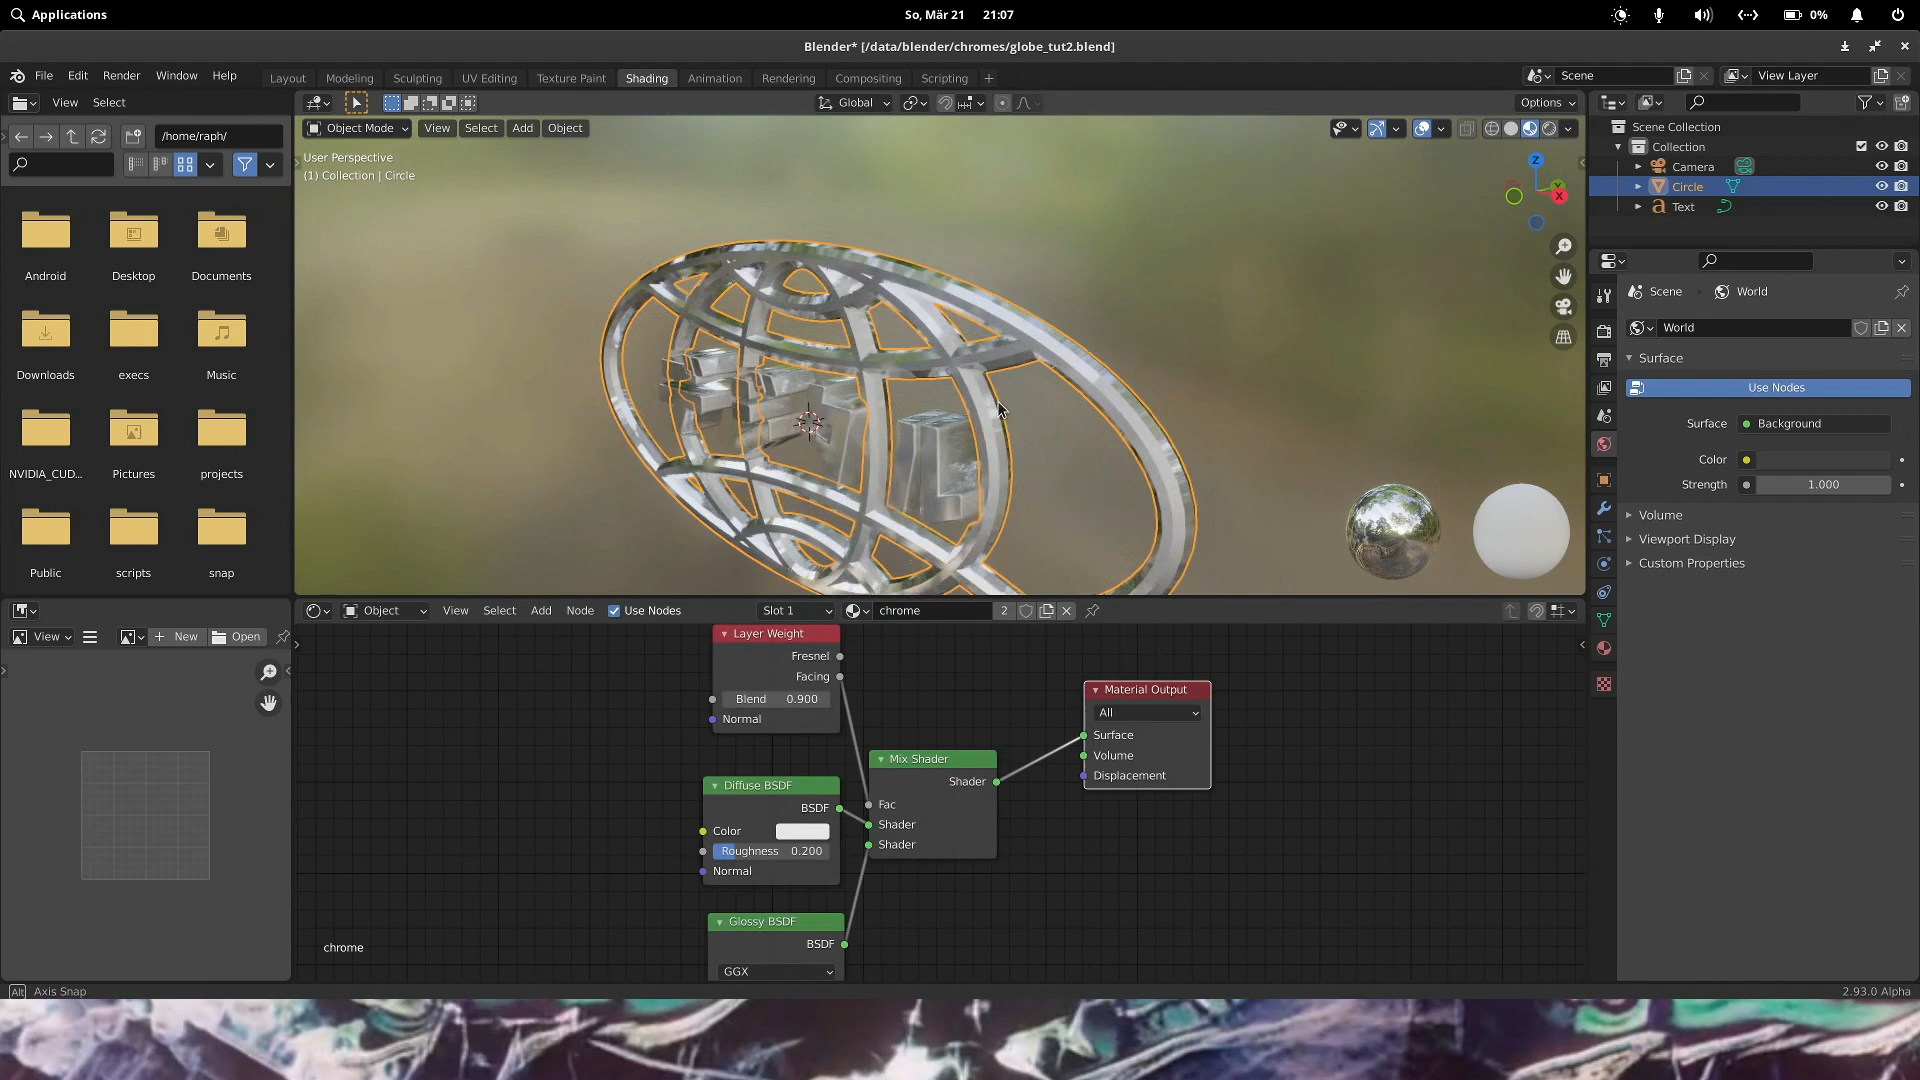 Applications
So, Mär 21 21:07
0%
Blender* [/data/blender/chromes/globe_tut2.blend]
File Edit Render Window Help
Layout Modeling Sculpting UV Editing Texture Paint Shading Animation Rendering Compositing Scripting
Scene
View Layer
View Select
Global
Options
/home/raph/
Object Mode View Select Add Object
User Perspective
(1) Collection | Circle
Z
Y
X
Scene Collection
Collection
Camera
Circle
Text
Scene World
World
Surface
Use Nodes
Surface Background
Color
Strength 1.000
Volume
Viewport Display
Custom Properties
Android Desktop Documents
Downloads execs Music
NVIDIA_CUD... Pictures projects
Public scripts snap
Object View Select Add Node Use Nodes Slot 1 chrome 2
View New Open
Layer Weight
Fresnel
Facing
Blend 0.900
Normal
Material Output
All
Surface
Volume
Displacement
Mix Shader
Shader
Fac
Shader
Shader
Diffuse BSDF
BSDF
Color
Roughness 0.200
Normal
Glossy BSDF
BSDF
GGX
chrome
Alt Axis Snap
2.93.0 Alpha